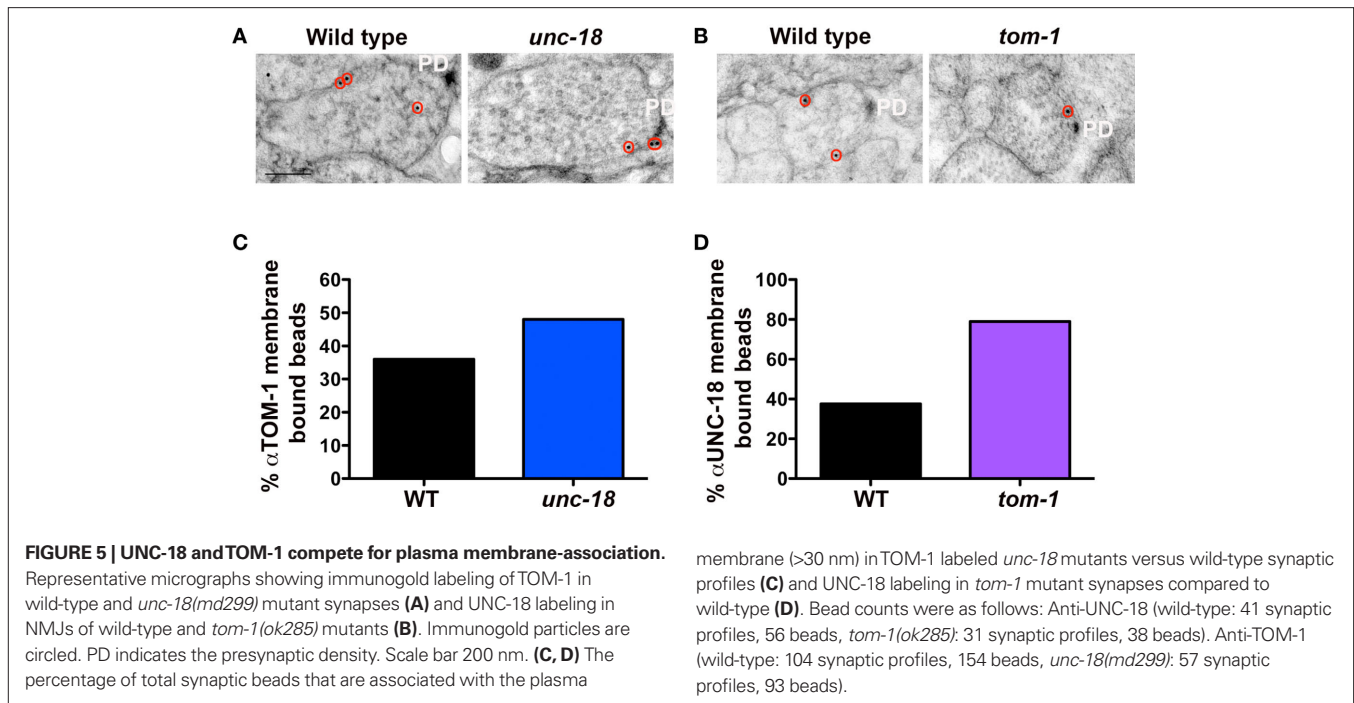 A
Wild type
unc-18
PD
PD
B
Wild type
tom-1
PD
PD
C
% αTOM-1 membrane
bound beads
60
50
40
30
20
10
0
WT
unc-18
D
% αUNC-18 membrane
bound beads
100
80
60
40
20
0
WT
tom-1
FIGURE 5 | UNC-18 and TOM-1 compete for plasma membrane-association.
Representative micrographs showing immunogold labeling of TOM-1 in
wild-type and unc-18(md299) mutant synapses (A) and UNC-18 labeling in
NMJs of wild-type and tom-1(ok285) mutants (B). Immunogold particles are
circled. PD indicates the presynaptic density. Scale bar 200 nm. (C, D) The
percentage of total synaptic beads that are associated with the plasma
membrane (>30 nm) in TOM-1 labeled unc-18 mutants versus wild-type synaptic
profiles (C) and UNC-18 labeling in tom-1 mutant synapses compared to
wild-type (D). Bead counts were as follows: Anti-UNC-18 (wild-type: 41 synaptic
profiles, 56 beads, tom-1(ok285): 31 synaptic profiles, 38 beads). Anti-TOM-1
(wild-type: 104 synaptic profiles, 154 beads, unc-18(md299): 57 synaptic
profiles, 93 beads).